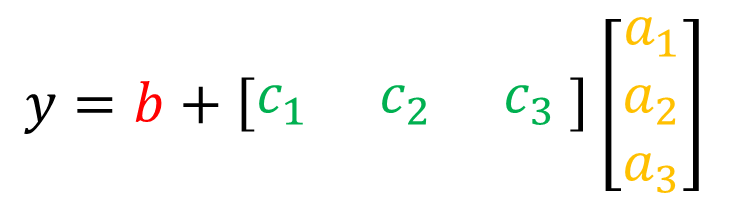 y = b + [c₁ c₂ c₃] [a₁
a₂
a₃]